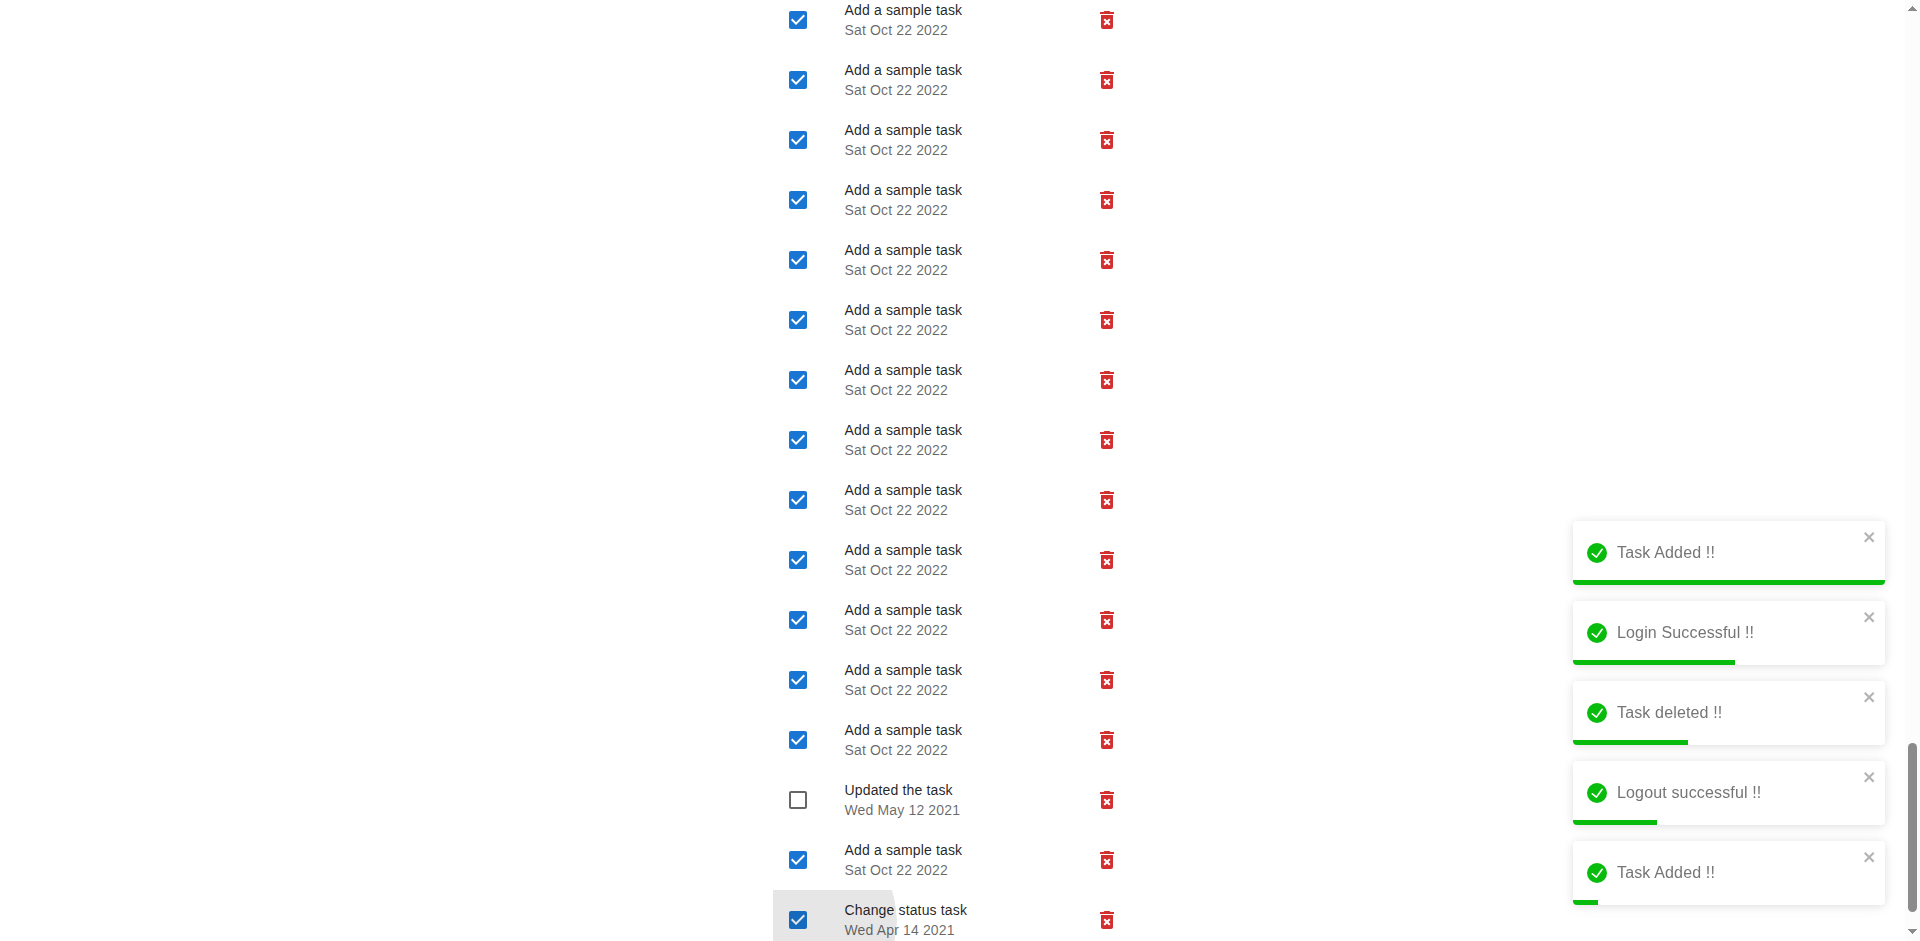 Add a sample task
Sat Oct 22 2022
Add a sample task
Sat Oct 22 2022
Add a sample task
Sat Oct 22 2022
Add a sample task
Sat Oct 22 2022
Add a sample task
Sat Oct 22 2022
Add a sample task
Sat Oct 22 2022
Add a sample task
Sat Oct 22 2022
Add a sample task
Sat Oct 22 2022
Add a sample task
Sat Oct 22 2022
Add a sample task
Sat Oct 22 2022
Add a sample task
Sat Oct 22 2022
Add a sample task
Sat Oct 22 2022
Add a sample task
Sat Oct 22 2022
Updated the task
Wed May 12 2021
Add a sample task
Sat Oct 22 2022
Change status task
Wed Apr 14 2021
Task Added !!
Login Successful !!
Task deleted !!
Logout successful !!
Task Added !!